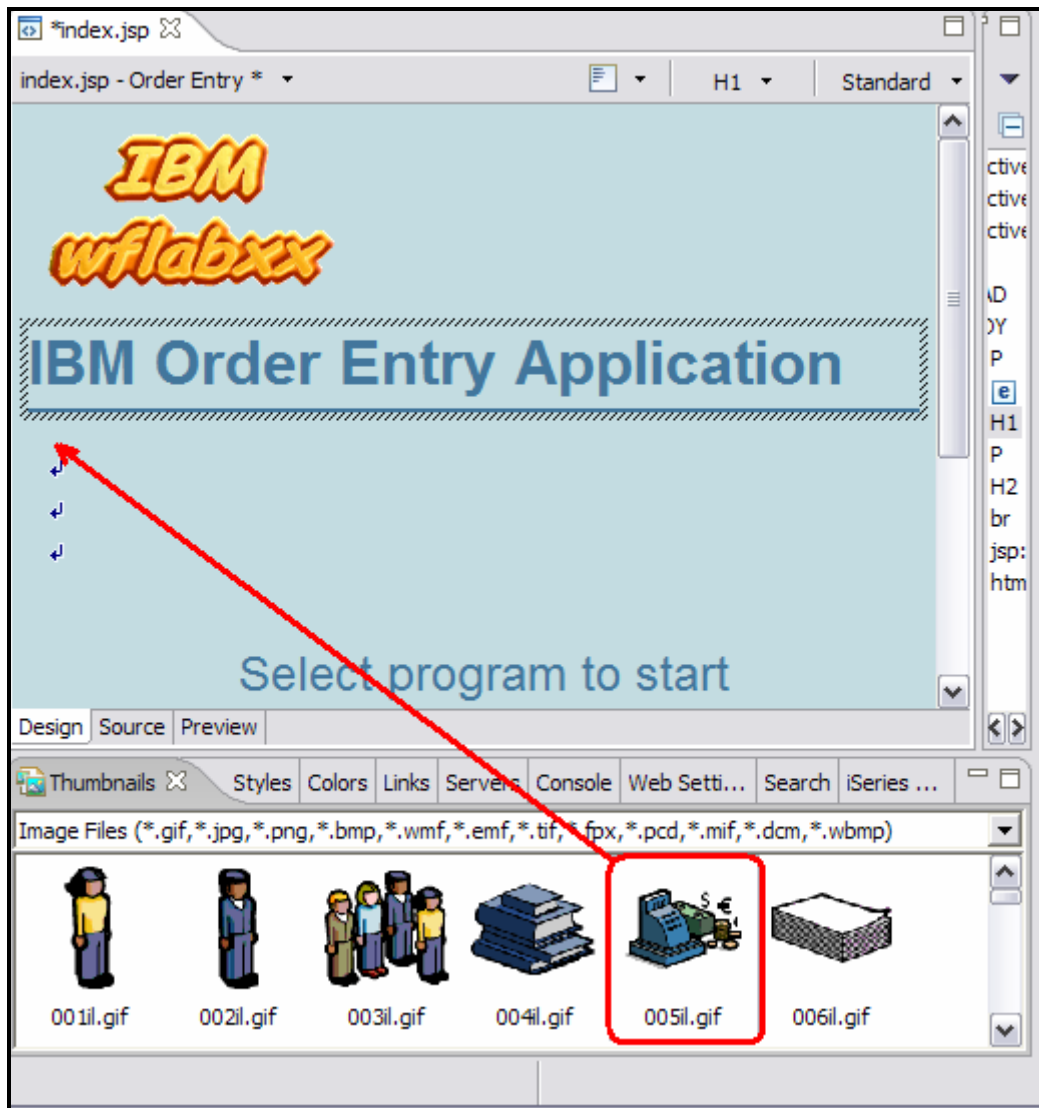 *index.jsp
index.jsp - Order Entry *
H1
Standard
IBM
wflabxx
IBM Order Entry Application
Select program to start
Design
Source
Preview
ctive
ctive
ctive
AD
DY
P
e
H1
P
H2
br
jsp:
htm
Thumbnails
Styles
Colors
Links
Servers
Console
Web Setti...
Search
iSeries ...
Image Files (*.gif,*.jpg,*.png,*.bmp,*.wmf,*.emf,*.tif,*.fpx,*.pcd,*.mif,*.dcm,*.wbmp)
$ €
001il.gif
002il.gif
003il.gif
004il.gif
005il.gif
006il.gif